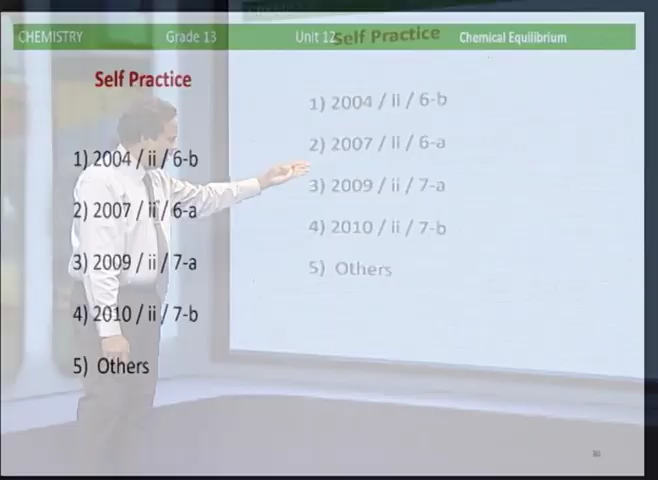 CHEMISTRY Grade 13 Unit 12 Chemical Equilibrium
Self Practice
1) 2004 / ii / 6-b
2) 2007 / ii / 6-a
3) 2009 / ii / 7-a
4) 2010 / ii / 7-b
5) Others
Self Practice
1) 2004 / ii / 6-b
2) 2007 / ii / 6-a
3) 2009 / ii / 7-a
4) 2010 / ii / 7-b
5) Others